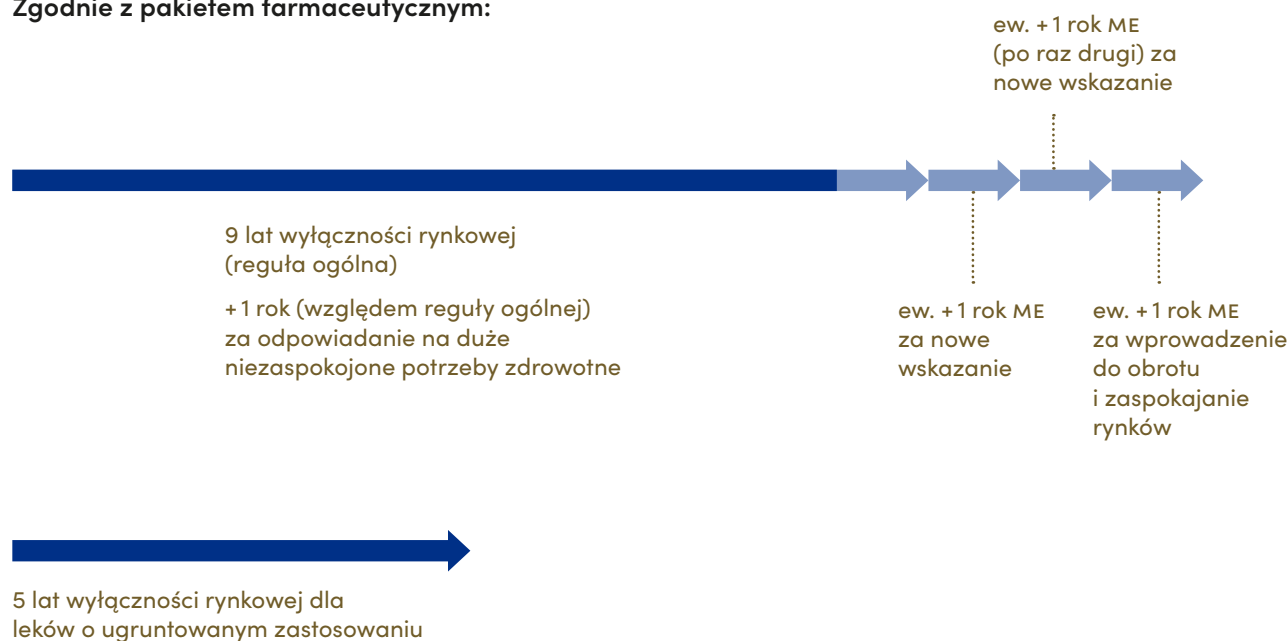 Zgodnie z pakietem farmaceutycznym:
ew. +1 rok ME
(po raz drugi) za
nowe wskazanie
9 lat wyłączności rynkowej
(reguła ogólna)
+1 rok (względem reguły ogólnej)
za odpowiadanie na duże
niezaspokojone potrzeby zdrowotne
ew. +1 rok ME
za nowe
wskazanie
ew. +1 rok ME
za wprowadzenie
do obrotu
i zaspokajanie
rynków
5 lat wyłączności rynkowej dla
leków o ugruntowanym zastosowaniu